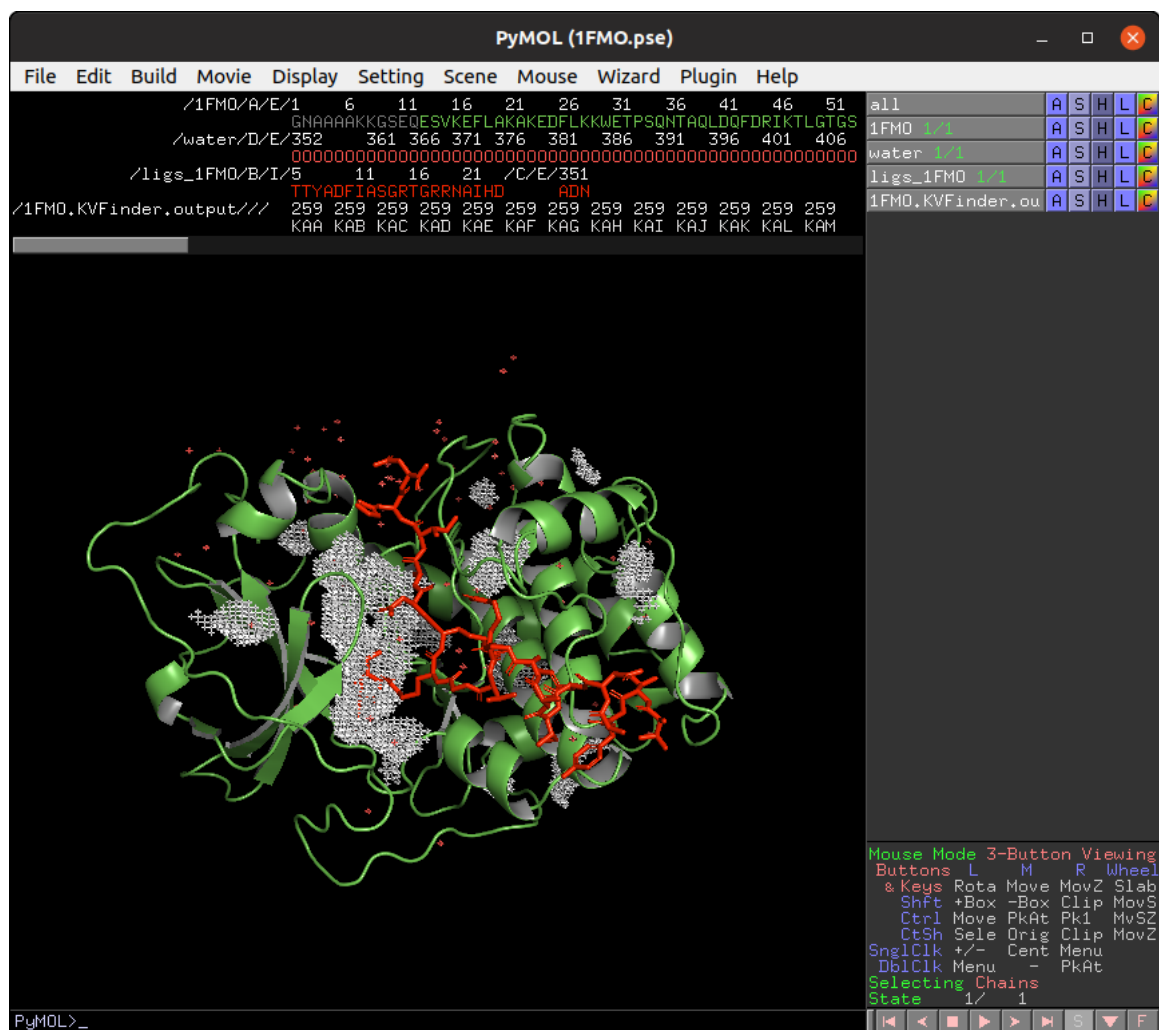 PyMOL (1FMO.pse)
File Edit Build Movie Display Setting Scene Mouse Wizard Plugin Help
/1FMO/A/E/1 6 11 16 21 26 31 36 41 46 51
GNAAAAKKGSEQESVKEFLAKAKEDFLKKWETPSQNTAQLDQFDRIKTLGTGS
/water/D/E/352 361 366 371 376 381 386 391 396 401 406
OOOOOOOOOOOOOOOOOOOOOOOOOOOOOOOOOOOOOOOOOOOOOOOOOOOOO
/ligs_1FMO/B/I/5 11 16 21 /C/E/351
TTYADFIASGRTGRRNAIHD ADN
/1FMO.KVFinder.output/// 259 259 259 259 259 259 259 259 259 259 259 259 259
KAA KAB KAC KAD KAE KAF KAG KAH KAI KAJ KAK KAL KAM
all A S H L C
1FMO 1/1 A S H L C
water 1/1 A S H L C
ligs_1FMO 1/1 A S H L C
1FMO.KVFinder.ou A S H L C
Mouse Mode 3-Button Viewing
Buttons L M R Wheel
& Keys Rota Move MovZ Slab
Shft +Box -Box Clip MovS
Ctrl Move PkAt Pk1 MvSZ
CtSh Sele Orig Clip MovZ
SnglClk +/- Cent Menu
DblClk Menu - PkAt
Selecting Chains
State 1/ 1
S F
PyMOL>_